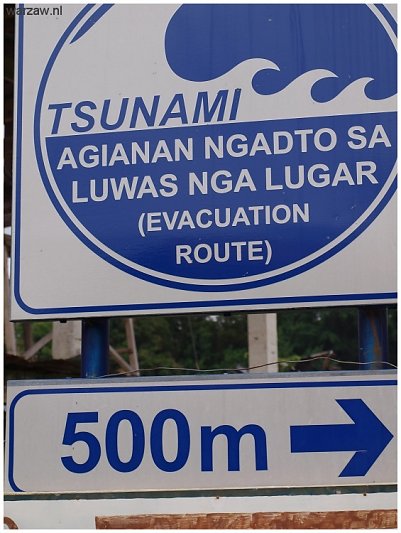 warzaw.nl
TSUNAMI
AGIANAN NGADTO SA
LUWAS NGA LUGAR
(EVACUATION
ROUTE)
500m